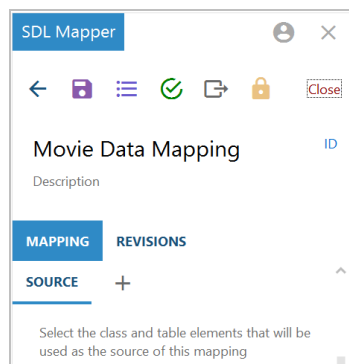 SDL Mapper
Close
Movie Data Mapping
ID
Description
MAPPING
REVISIONS
SOURCE
Select the class and table elements that will be
used as the source of this mapping